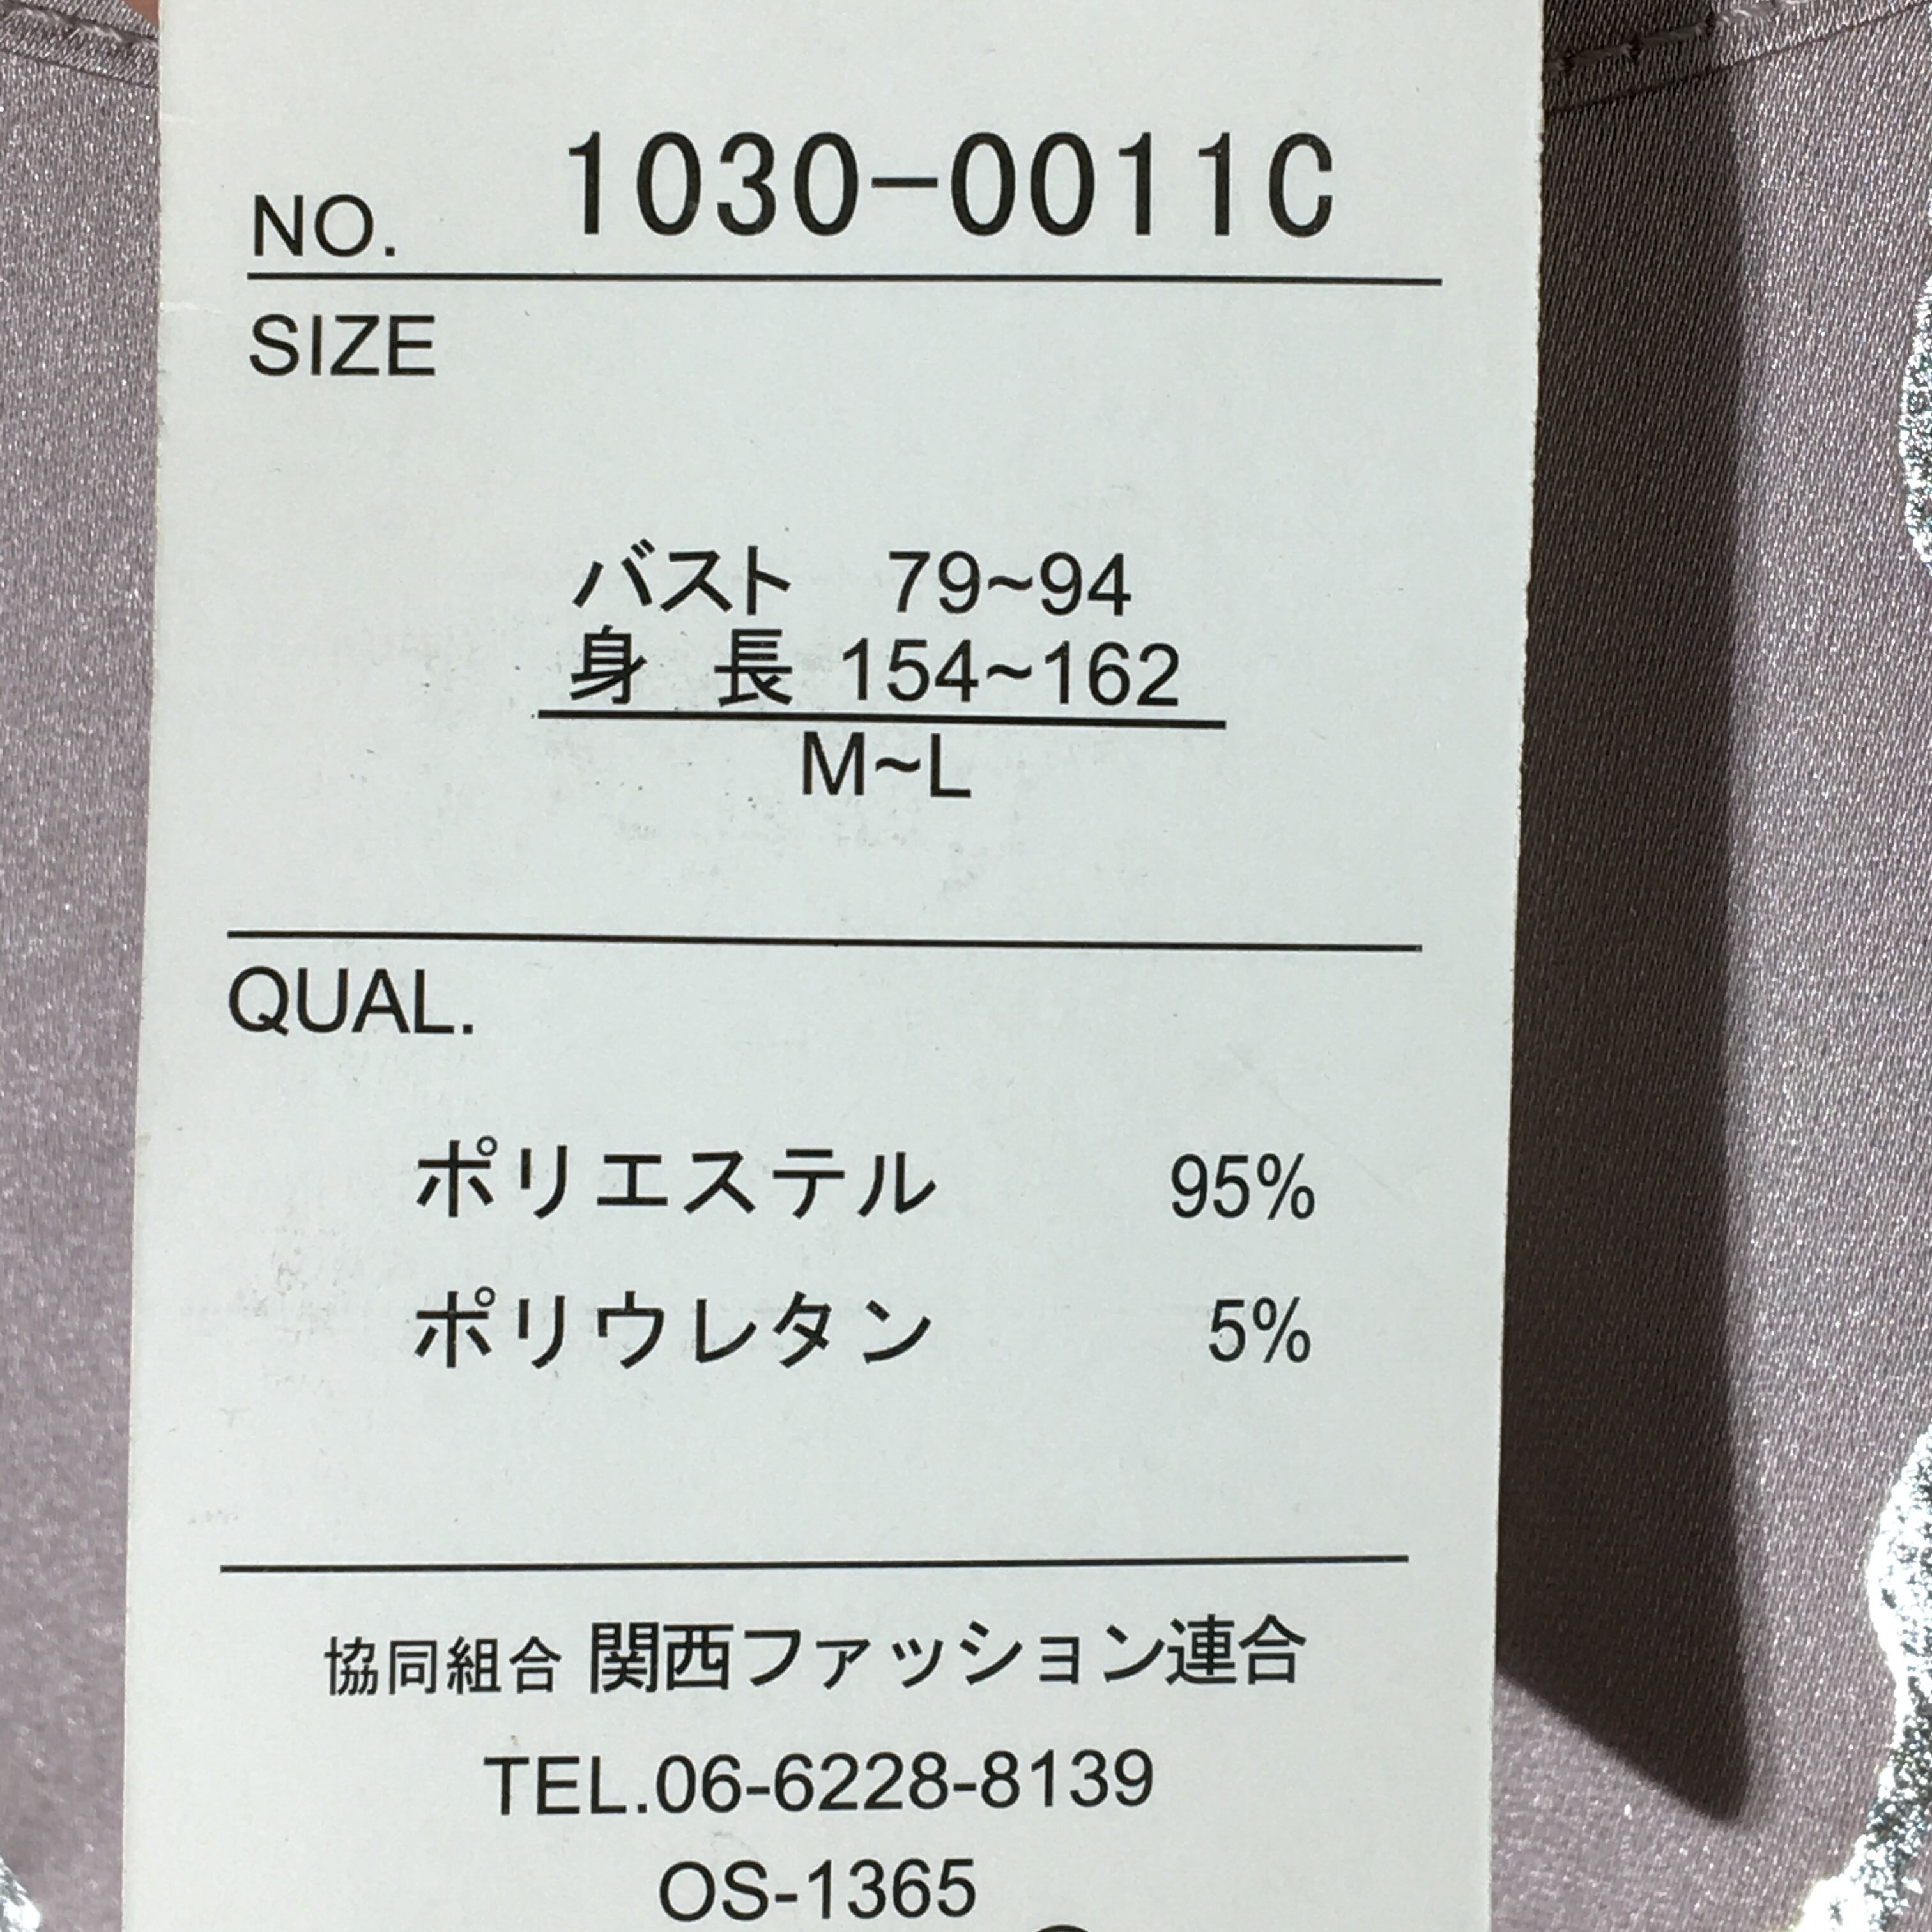 NO. 1030-0011C
SIZE
バスト 79~94
身 長 154~162
M~L
QUAL.
ポリエステル 95%
ポリウレタン 5%
協同組合 関西ファッション連合
TEL.06-6228-8139
OS-1365